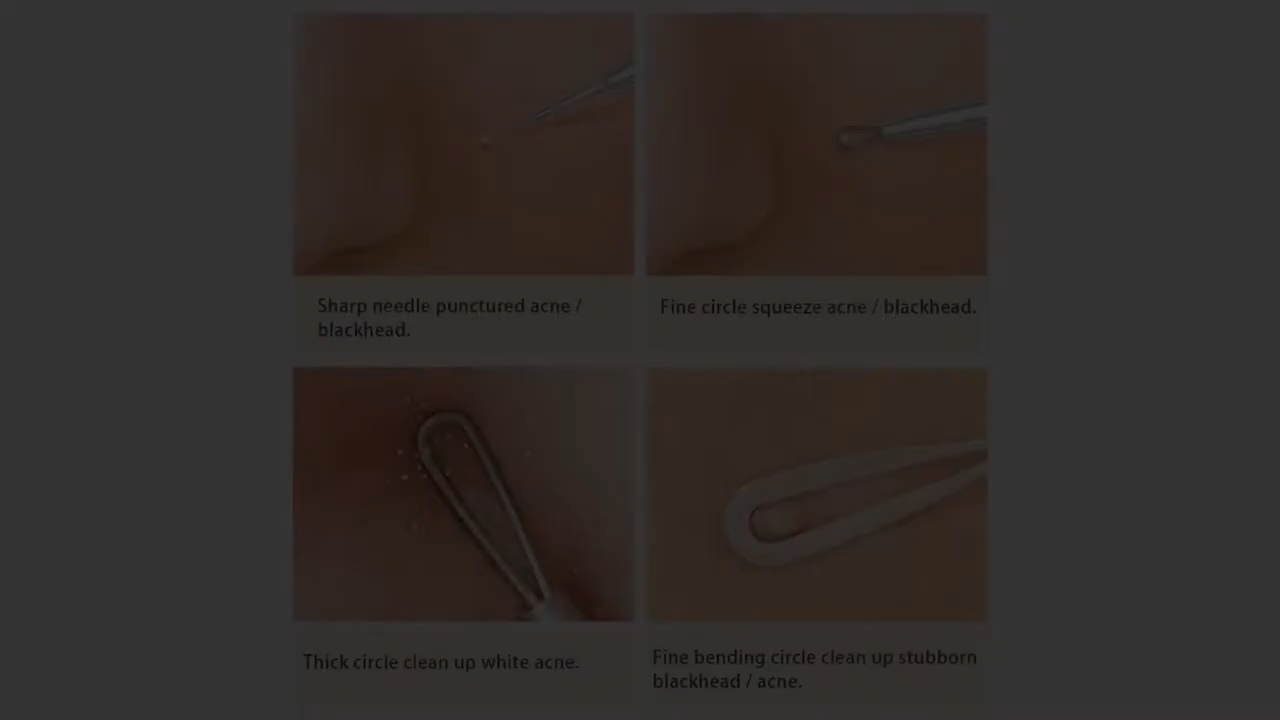 Sharp needle punctured acne /
blackhead.
Fine circle squeeze acne / blackhead.
Thick circle clean up white acne.
Fine bending circle clean up stubborn
blackhead / acne.